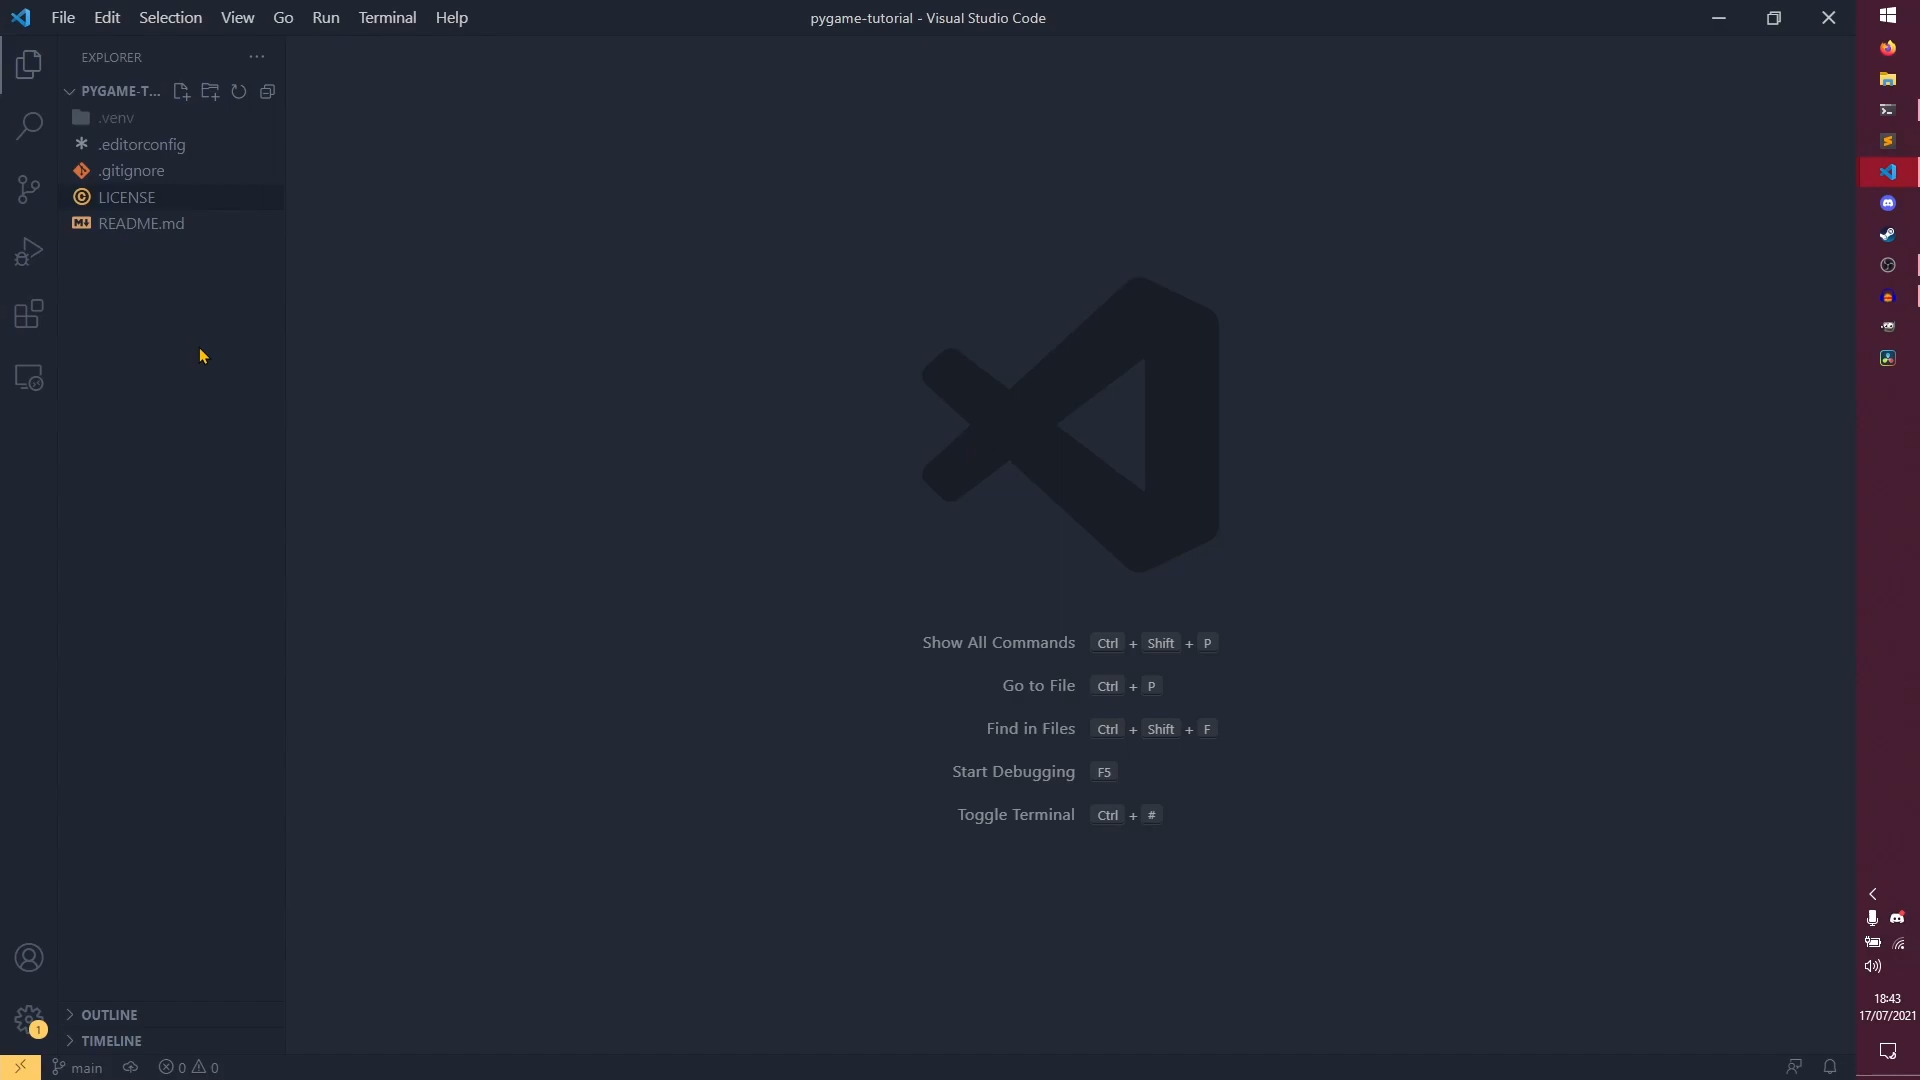 File Edit Selection View Go Run Terminal Help
pygame-tutorial - Visual Studio Code
EXPLORER
PYGAME-T...
.venv
.editorconfig
.gitignore
LICENSE
README.md
Show All Commands Ctrl + Shift + P
Go to File Ctrl + P
Find in Files Ctrl + Shift + F
Start Debugging F5
Toggle Terminal Ctrl + #
OUTLINE
TIMELINE
1
main 0 0
18:43
17/07/2021